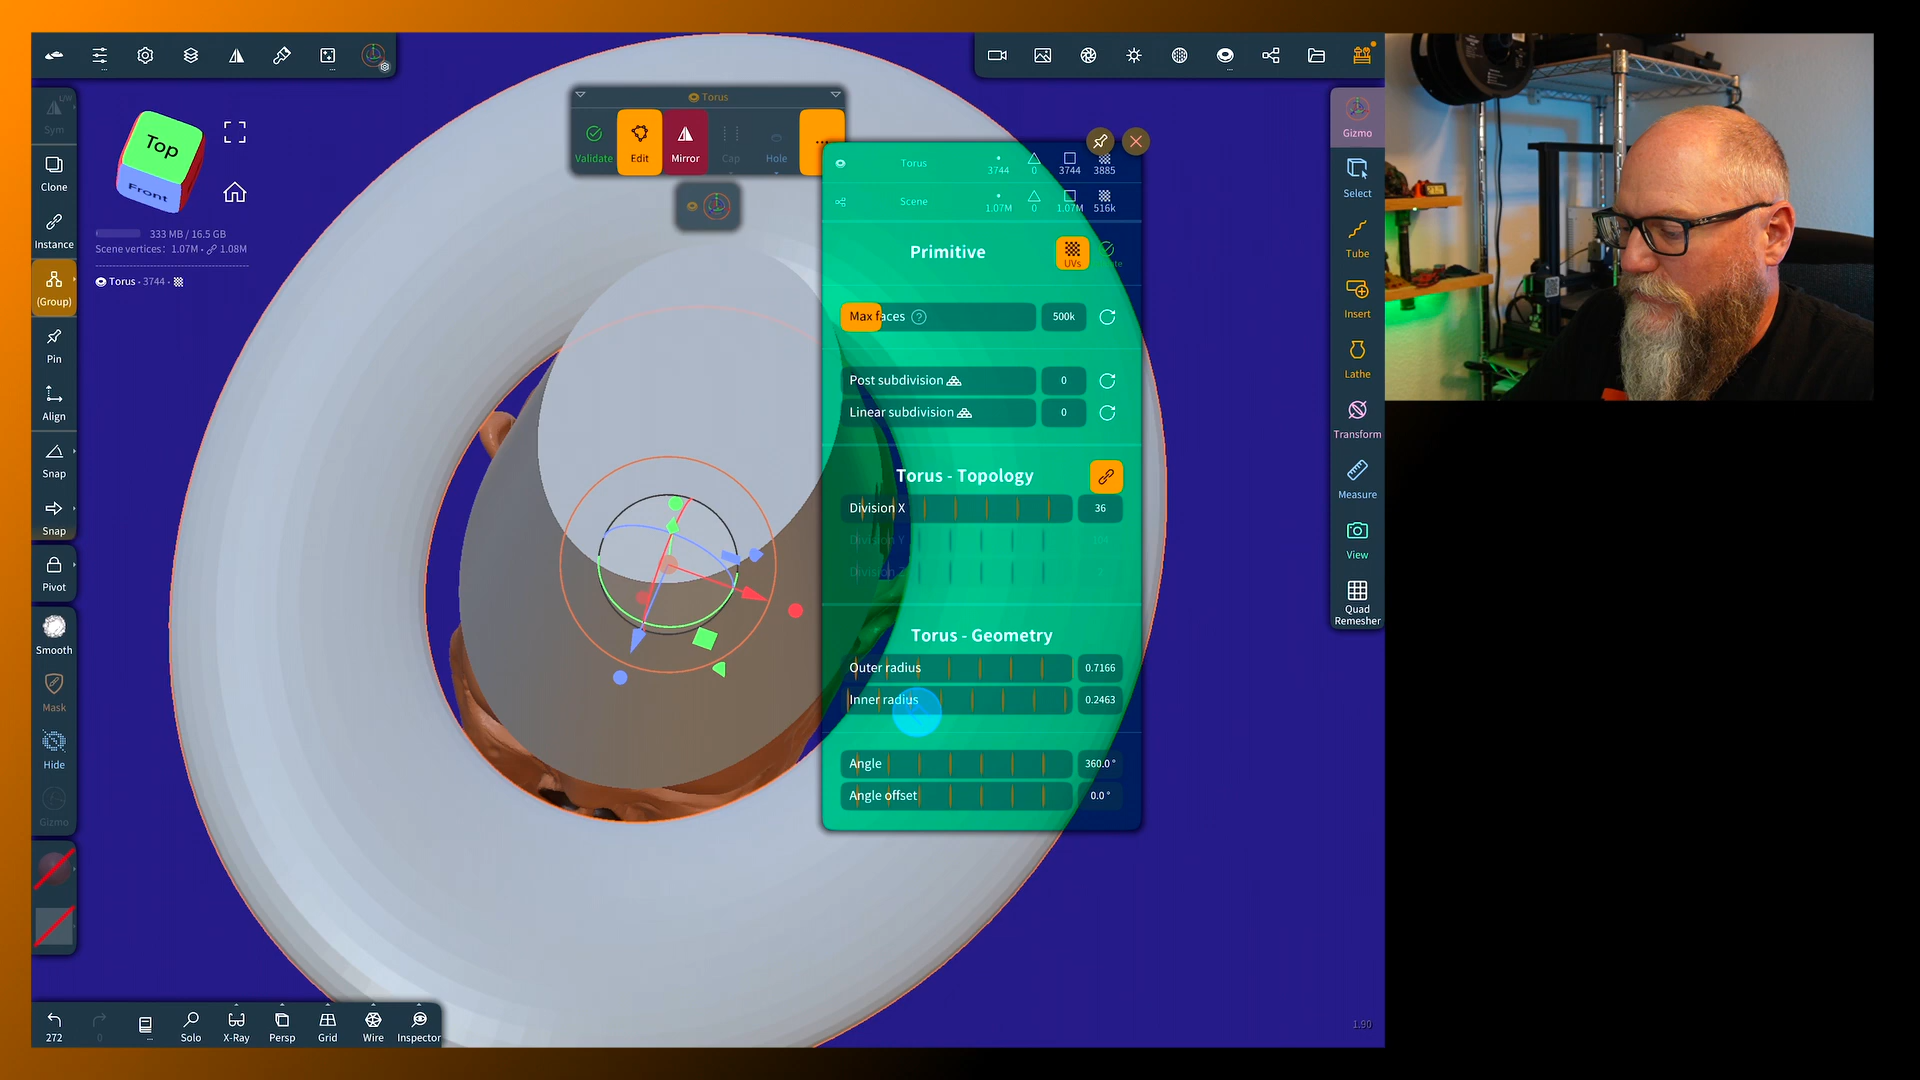 Sym
Clone
Instance
(Group)
Pin
Align
Snap
Snap
Pivot
Smooth
Mask
Hide
Gizmo
Top
Front
333 MB / 16.5 GB
Scene vertices: 1.07M • 1.08M
Torus • 3744 •
Torus
Validate
Edit
Mirror
Cap
Hole
...
Torus 3744 0 3744 3885
Scene 1.07M 0 1.07M 516k
Primitive
UVs
Max faces ? 500k
Post subdivision 0
Linear subdivision 0
Torus - Topology
Division X 36
Division Y
Division Z
Torus - Geometry
Outer radius 0.7166
Inner radius 0.2463
Angle 360.0 °
Angle offset 0.0 °
Gizmo
Select
Tube
Insert
Lathe
Transform
Measure
View
Quad
Remesher
1.90
272
0
Solo
X-Ray
Persp
Grid
Wire
Inspector